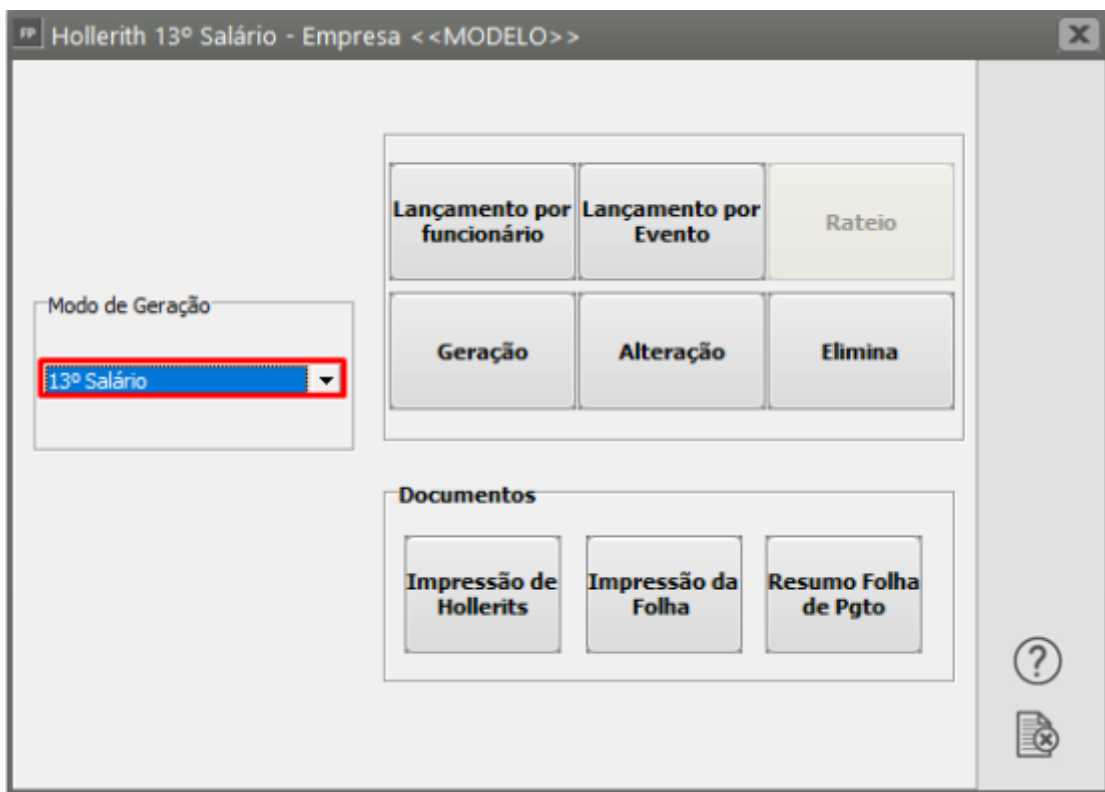 FP Hollerith 13º Salário - Empresa <<MODELO>>
Lançamento por
funcionário
Lançamento por
Evento
Rateio
Modo de Geração
13º Salário
Geração
Alteração
Elimina
Documentos
Impressão de
Hollerits
Impressão da
Folha
Resumo Folha
de Pgto
?